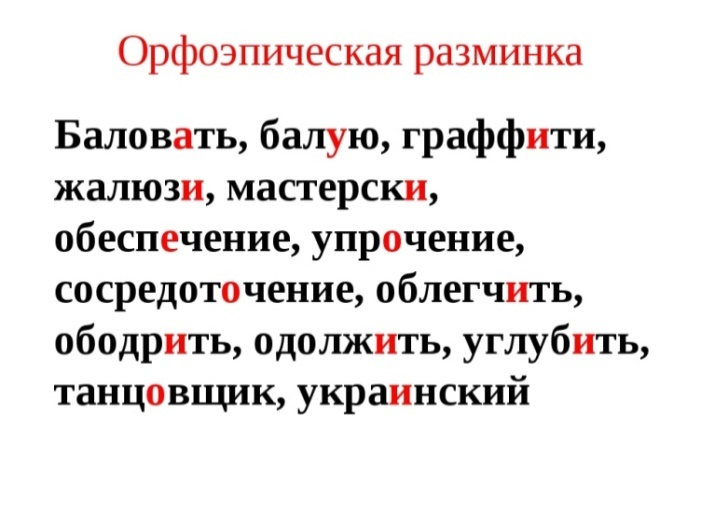 Орфоэпическая разминка
Баловать, балую, граффити,
жалюзи, мастерски,
обеспечение, упрочение,
сосредоточение, облегчить,
ободрить, одолжить, углубить,
танцовщик, украинский